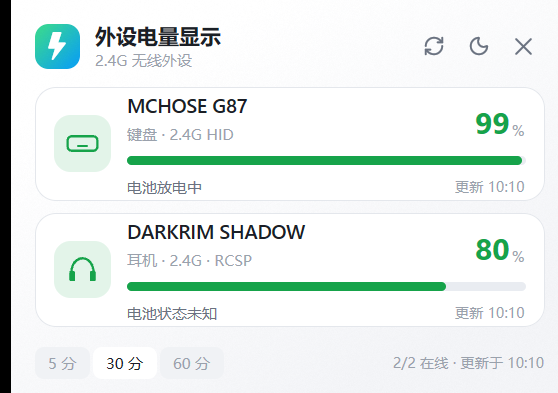 外设电量显示
2.4G 无线外设
MCHOSE G87
键盘 · 2.4G HID
99%
电池放电中
更新 10:10
DARKRIM SHADOW
耳机 · 2.4G · RCSP
80%
电池状态未知
更新 10:10
5 分 30 分 60 分
2/2 在线 · 更新于 10:10